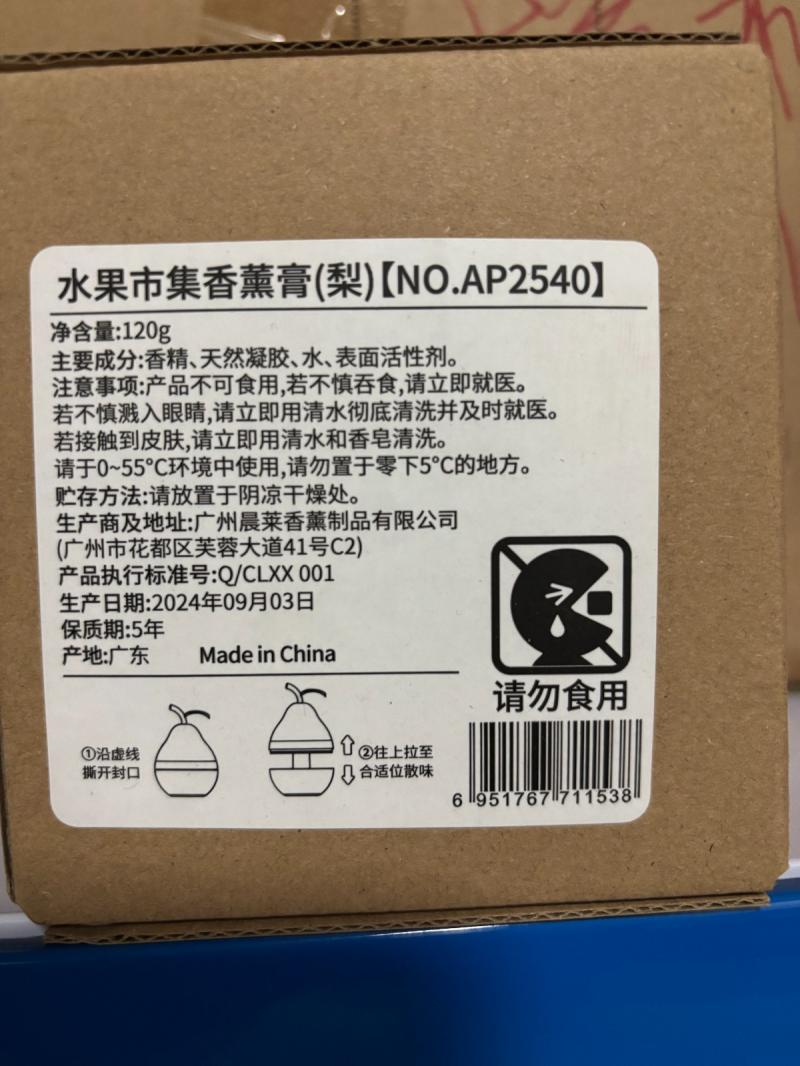 水果市集香薰膏(梨)【NO.AP2540】
净含量:120g
主要成分:香精、天然凝胶、水、表面活性剂。
注意事项:产品不可食用,若不慎吞食,请立即就医。
若不慎溅入眼睛,请立即用清水彻底清洗并及时就医。
若接触到皮肤,请立即用清水和香皂清洗。
请于0~55°C环境中使用,请勿置于零下5°C的地方。
贮存方法:请放置于阴凉干燥处。
生产商及地址:广州晨莱香薰制品有限公司
(广州市花都区芙蓉大道41号C2)
产品执行标准号:Q/CLXX 001
生产日期:2024年09月03日
保质期:5年
产地:广东 Made in China
请勿食用
①沿虚线
撕开封口
②往上拉至
合适位散味
6 951767 711538